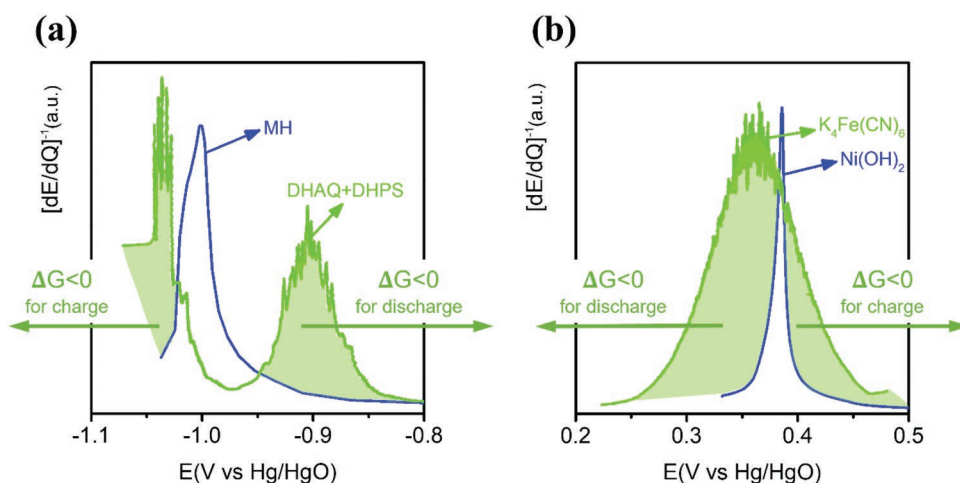 (a)
[dE/dQ]⁻¹(a.u.)
MH
DHAQ+DHPS
ΔG<0
for charge
ΔG<0
for discharge
-1.1 -1.0 -0.9 -0.8
E(V vs Hg/HgO)
(b)
[dE/dQ]⁻¹(a.u.)
K₄Fe(CN)₆
Ni(OH)₂
ΔG<0
for discharge
ΔG<0
for charge
0.2 0.3 0.4 0.5
E(V vs Hg/HgO)